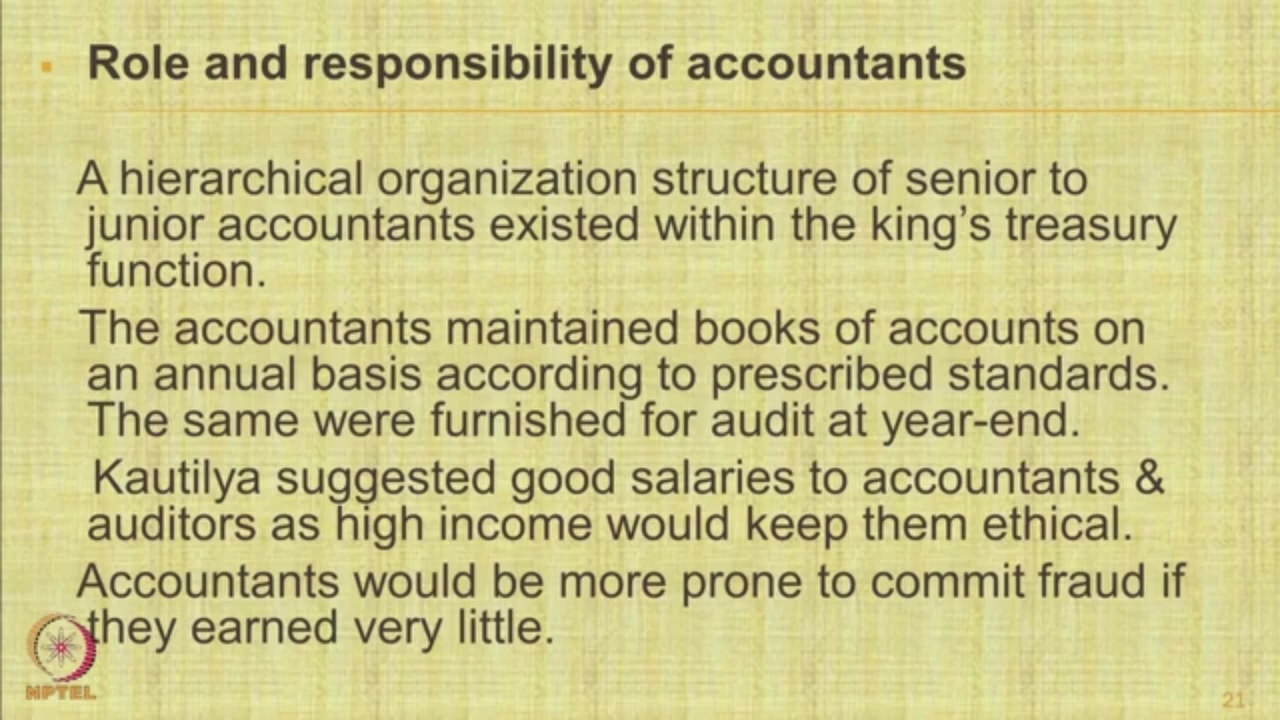 ▪ Role and responsibility of accountants
A hierarchical organization structure of senior to
junior accountants existed within the king’s treasury
function.
The accountants maintained books of accounts on
an annual basis according to prescribed standards.
The same were furnished for audit at year-end.
Kautilya suggested good salaries to accountants &
auditors as high income would keep them ethical.
Accountants would be more prone to commit fraud if
they earned very little.
NPTEL
21